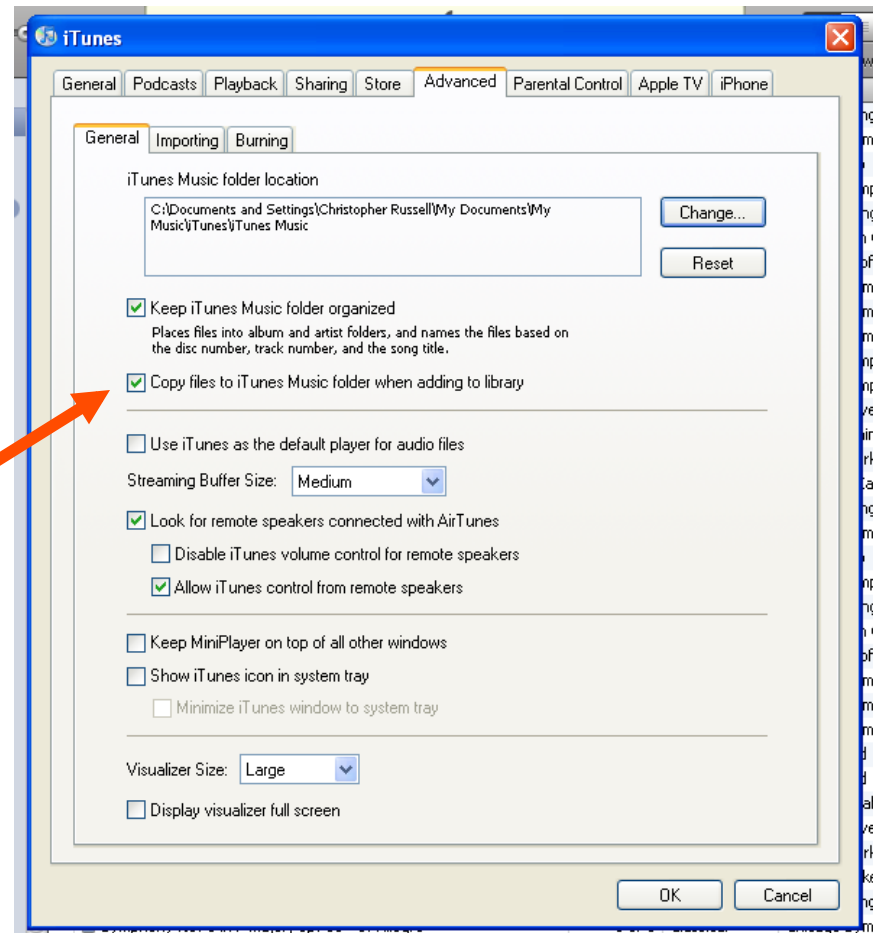 iTunes
General Podcasts Playback Sharing Store Advanced Parental Control Apple TV iPhone
General Importing Burning
iTunes Music folder location
C:\Documents and Settings\Christopher Russell\My Documents\My
Music\iTunes\iTunes Music
Change...
Reset
Keep iTunes Music folder organized
Places files into album and artist folders, and names the files based on
the disc number, track number, and the song title.
Copy files to iTunes Music folder when adding to library
Use iTunes as the default player for audio files
Streaming Buffer Size: Medium
Look for remote speakers connected with AirTunes
Disable iTunes volume control for remote speakers
Allow iTunes control from remote speakers
Keep MiniPlayer on top of all other windows
Show iTunes icon in system tray
Minimize iTunes window to system tray
Visualizer Size: Large
Display visualizer full screen
OK Cancel